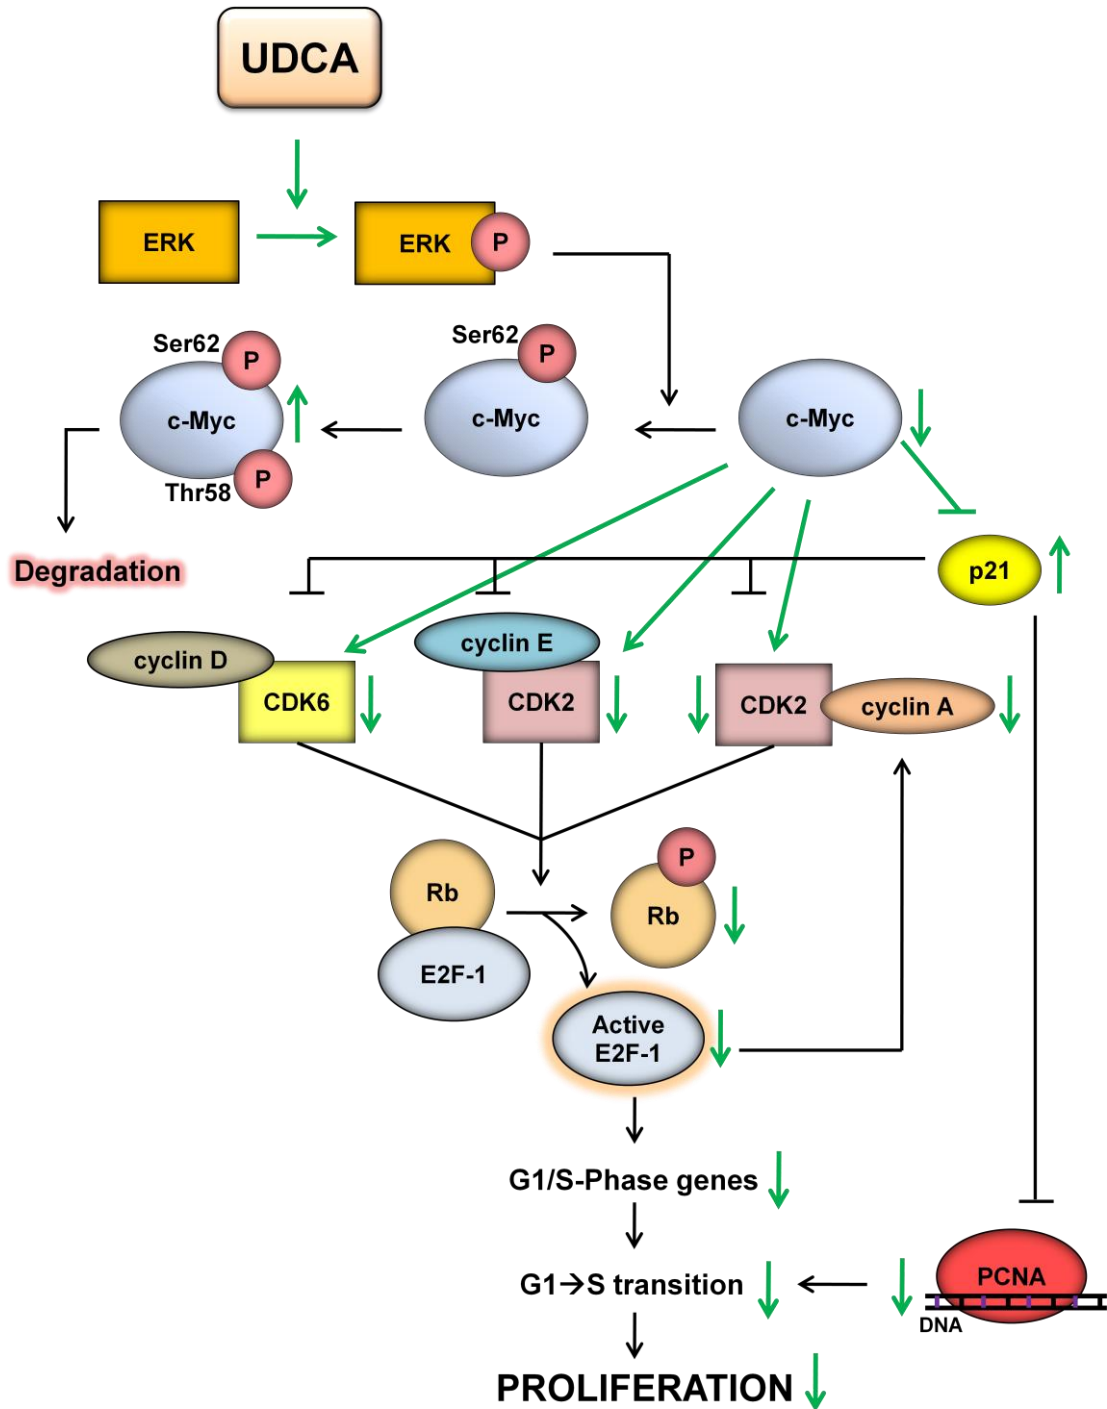 UDCA
ERK
ERK
P
Ser62
P
c-Myc
P
Thr58
Ser62
P
c-Myc
c-Myc
Degradation
p21
cyclin D
CDK6
cyclin E
CDK2
CDK2
cyclin A
Rb
E2F-1
P
Rb
Active
E2F-1
G1/S-Phase genes
G1→S transition
PCNA
DNA
PROLIFERATION